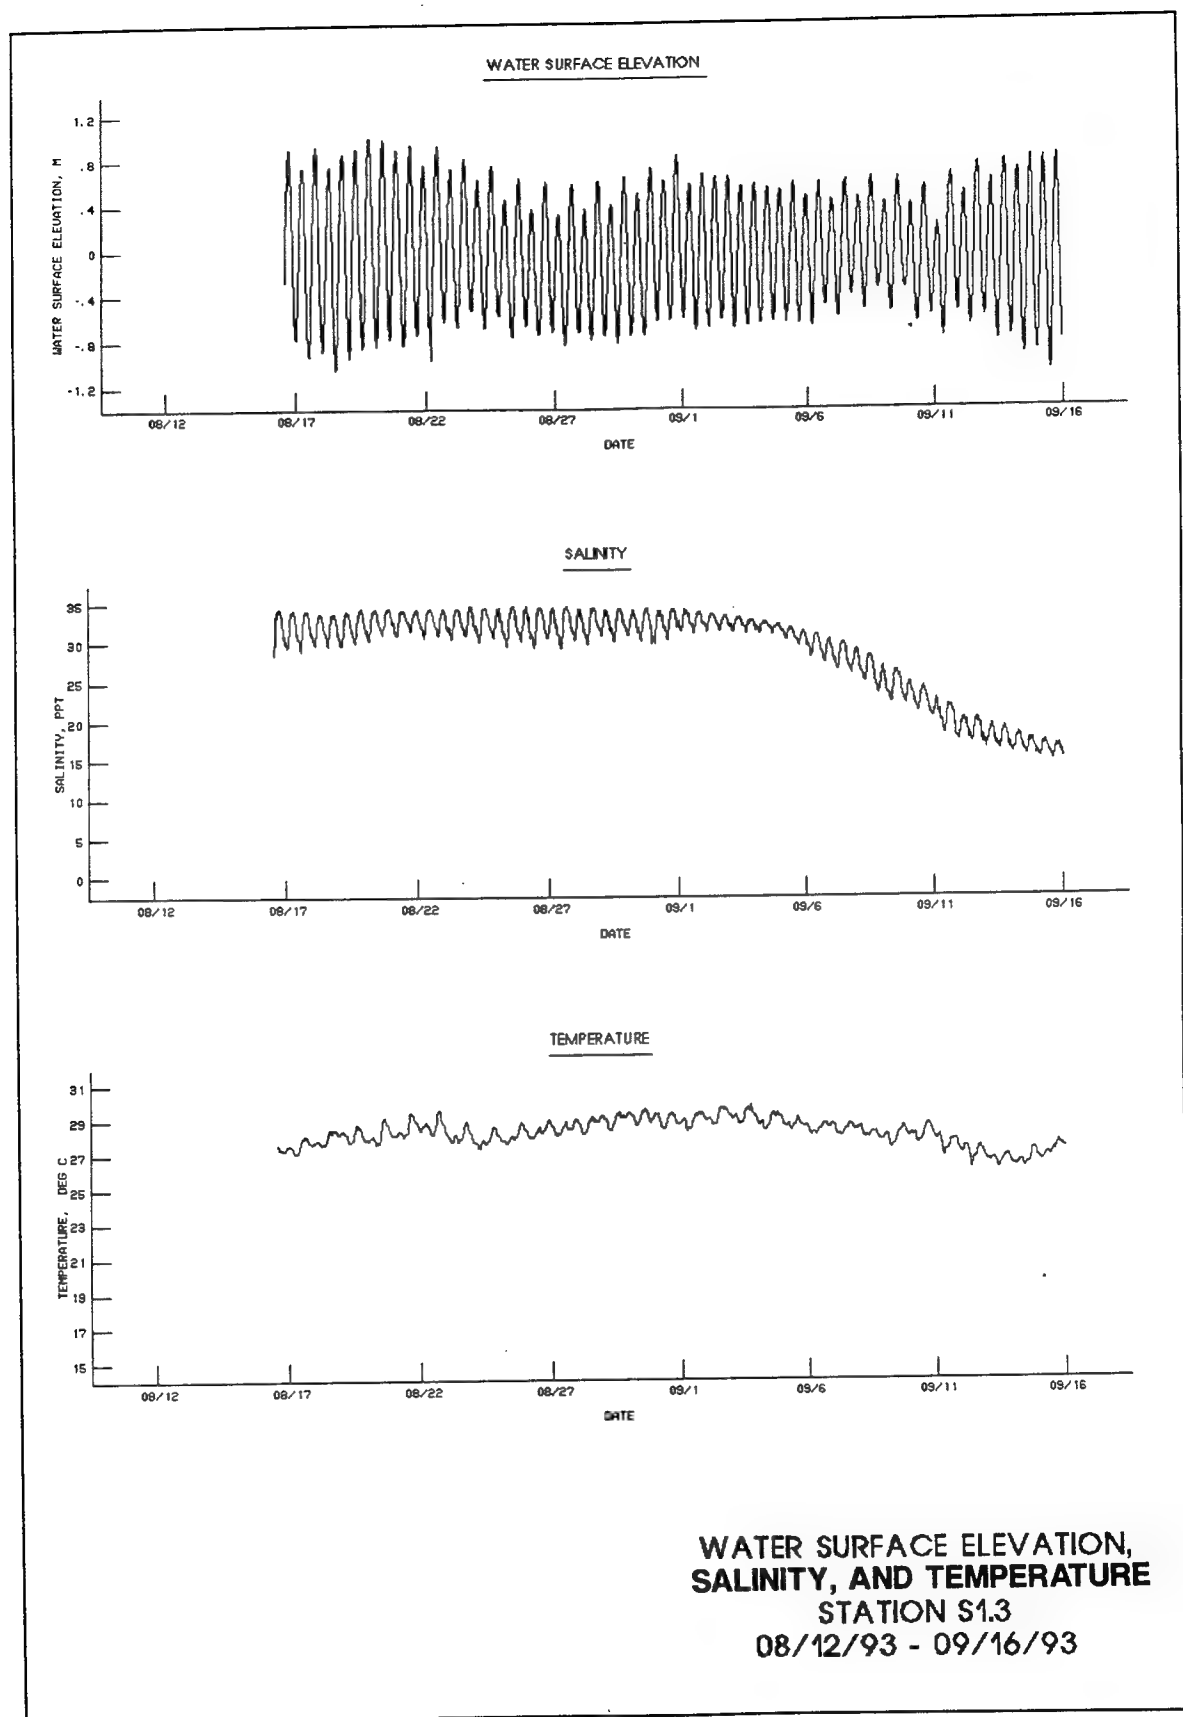 WATER SURFACE ELEVATION
WATER SURFACE ELEVATION, M
1.2
.8
.4
0
-.4
-.8
-1.2
08/12 08/17 08/22 08/27 09/1 09/6 09/11 09/16
DATE
SALINITY
SALINITY, PPT
35
30
25
20
15
10
5
0
08/12 08/17 08/22 08/27 09/1 09/6 09/11 09/16
DATE
TEMPERATURE
TEMPERATURE, DEG C
31
29
27
25
23
21
19
17
15
08/12 08/17 08/22 08/27 09/1 09/6 09/11 09/16
DATE
WATER SURFACE ELEVATION,
SALINITY, AND TEMPERATURE
STATION S1.3
08/12/93 - 09/16/93